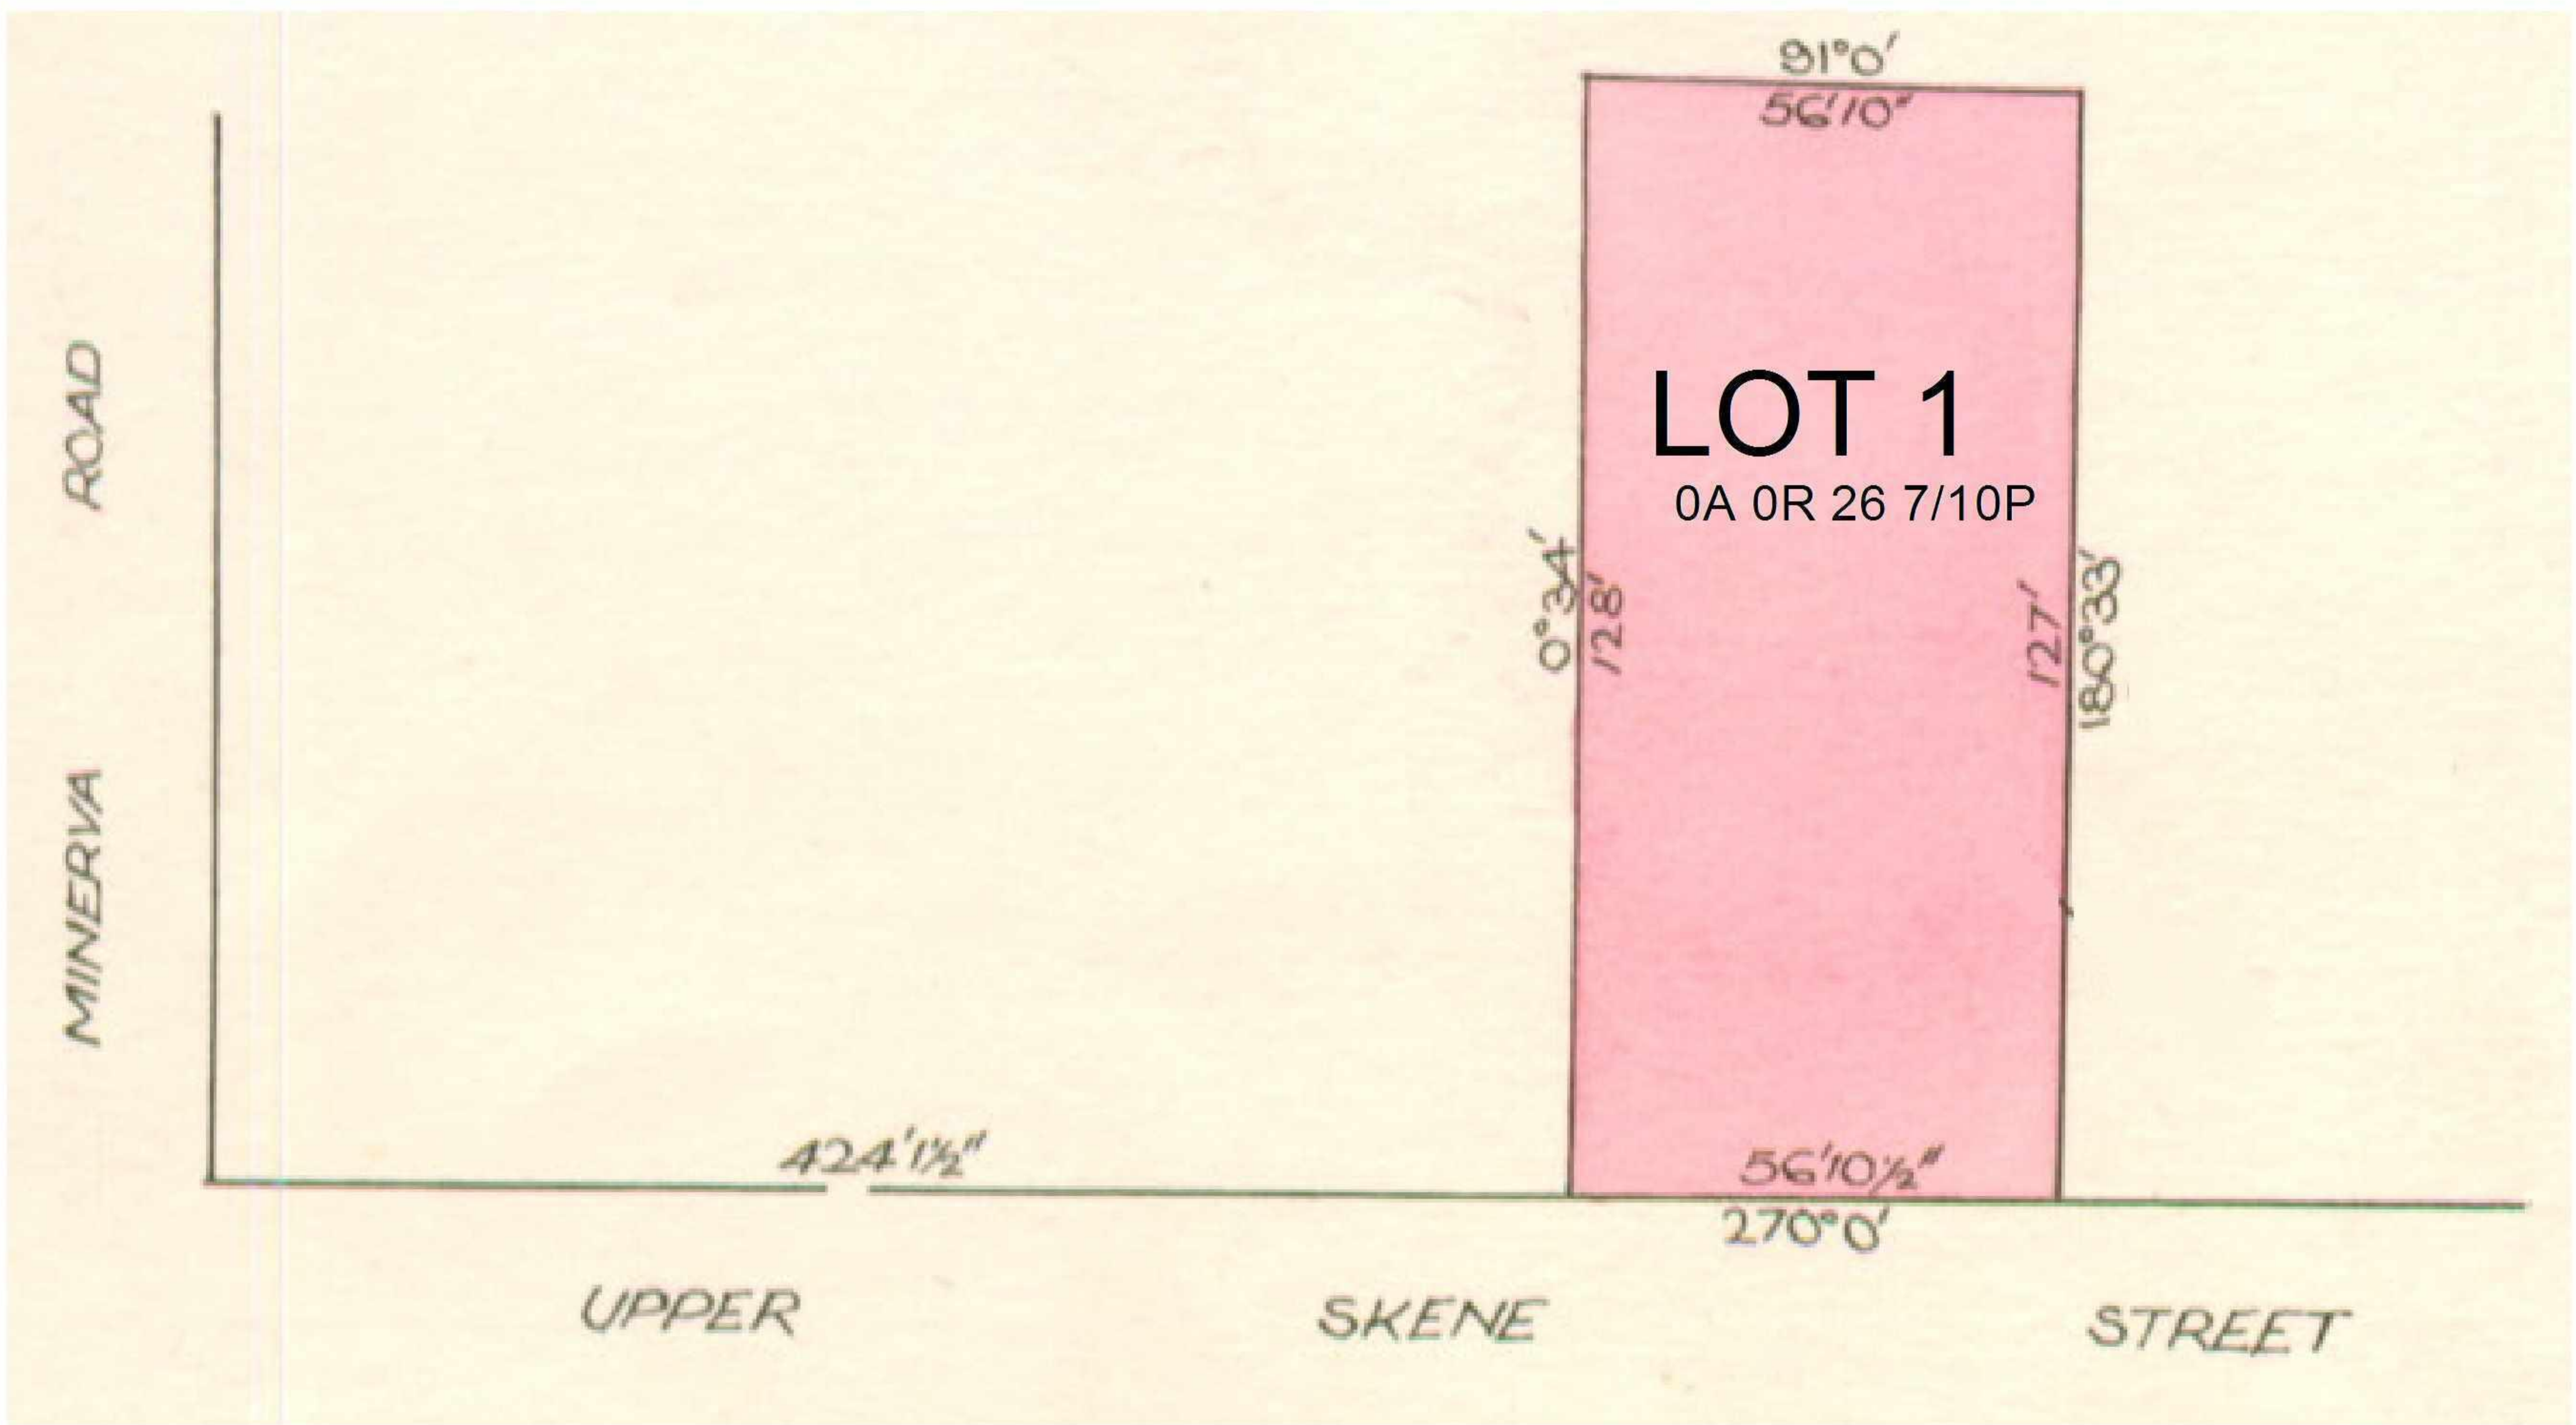 91°0'
56'10"
LOT 1
0A 0R 26 7/10P
0°34'
128'
127'
180°33'
MINERVA ROAD
424'1½"
56'10½"
270°0'
UPPER SKENE STREET